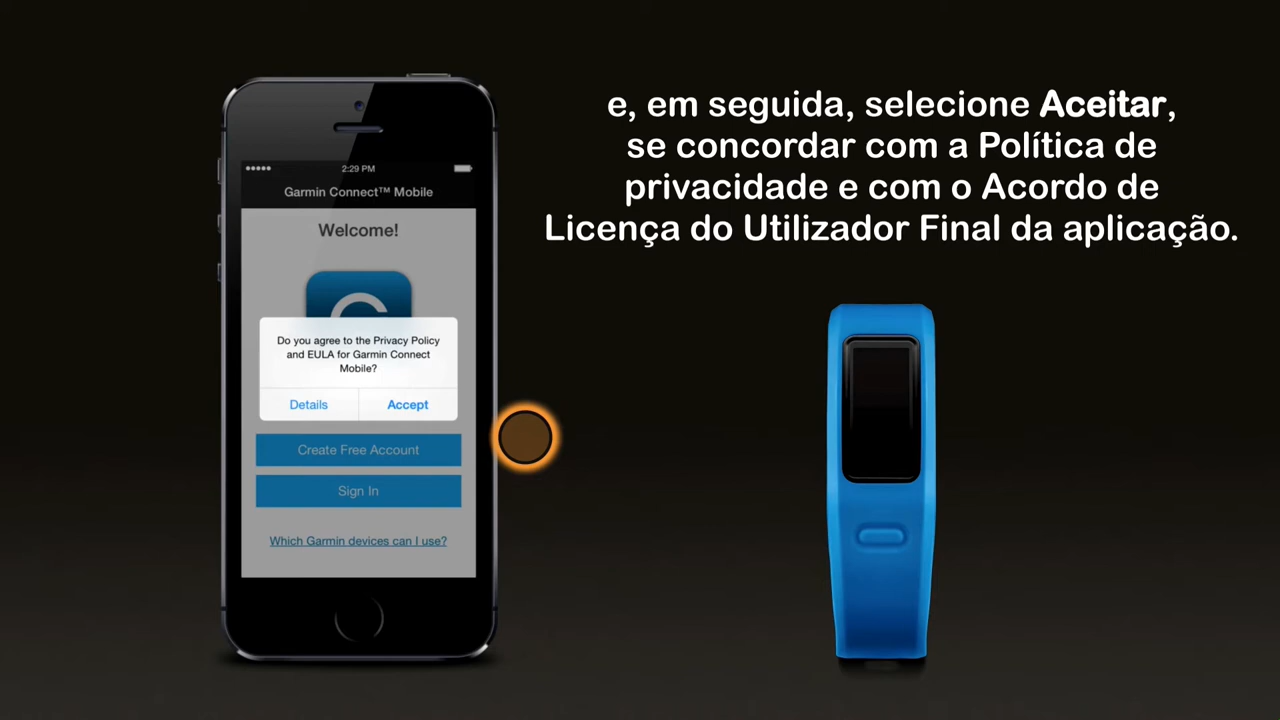 e, em seguida, selecione Aceitar,
se concordar com a Política de
privacidade e com o Acordo de
Licença do Utilizador Final da aplicação.
2:29 PM
Garmin Connect™ Mobile
Welcome!
Do you agree to the Privacy Policy
and EULA for Garmin Connect
Mobile?
Details Accept
Create Free Account
Sign In
Which Garmin devices can I use?